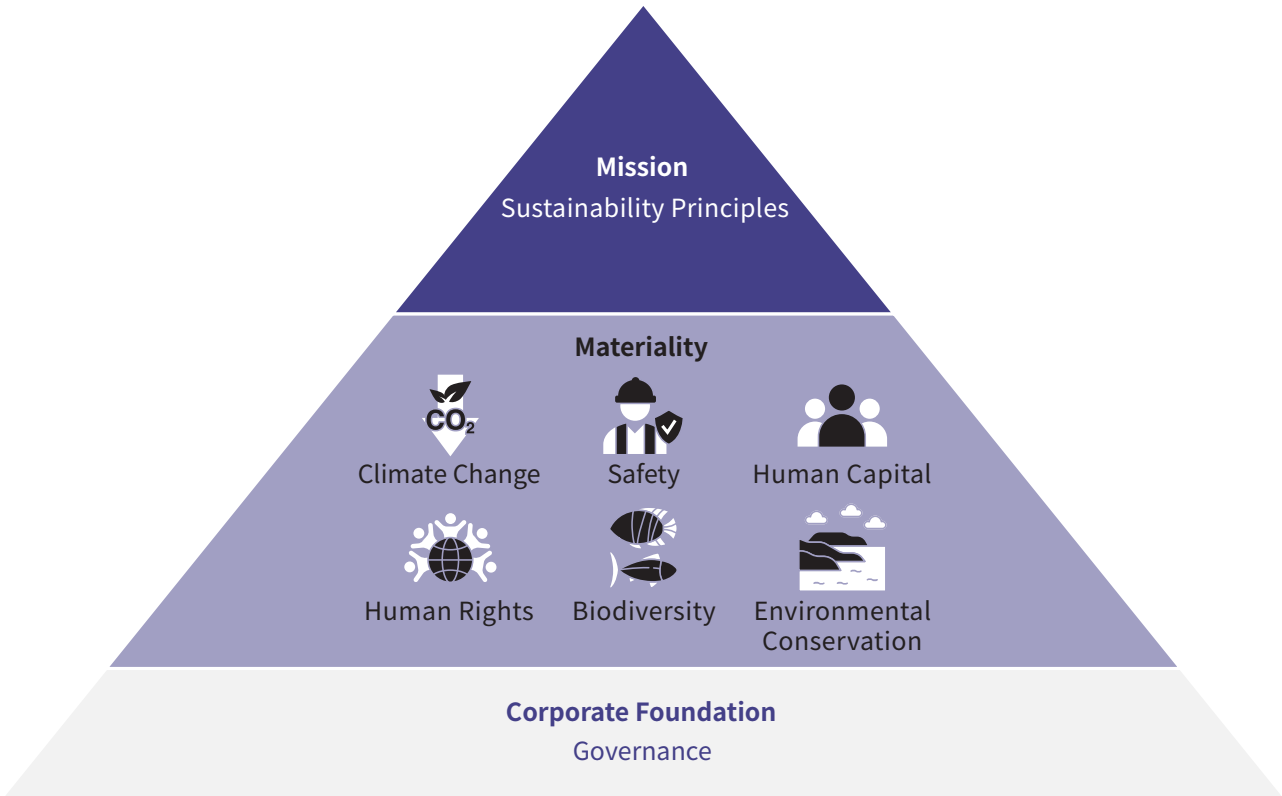 Mission
Sustainability Principles
Materiality
CO₂
Climate Change
Safety
Human Capital
Human Rights
Biodiversity
Environmental
Conservation
Corporate Foundation
Governance